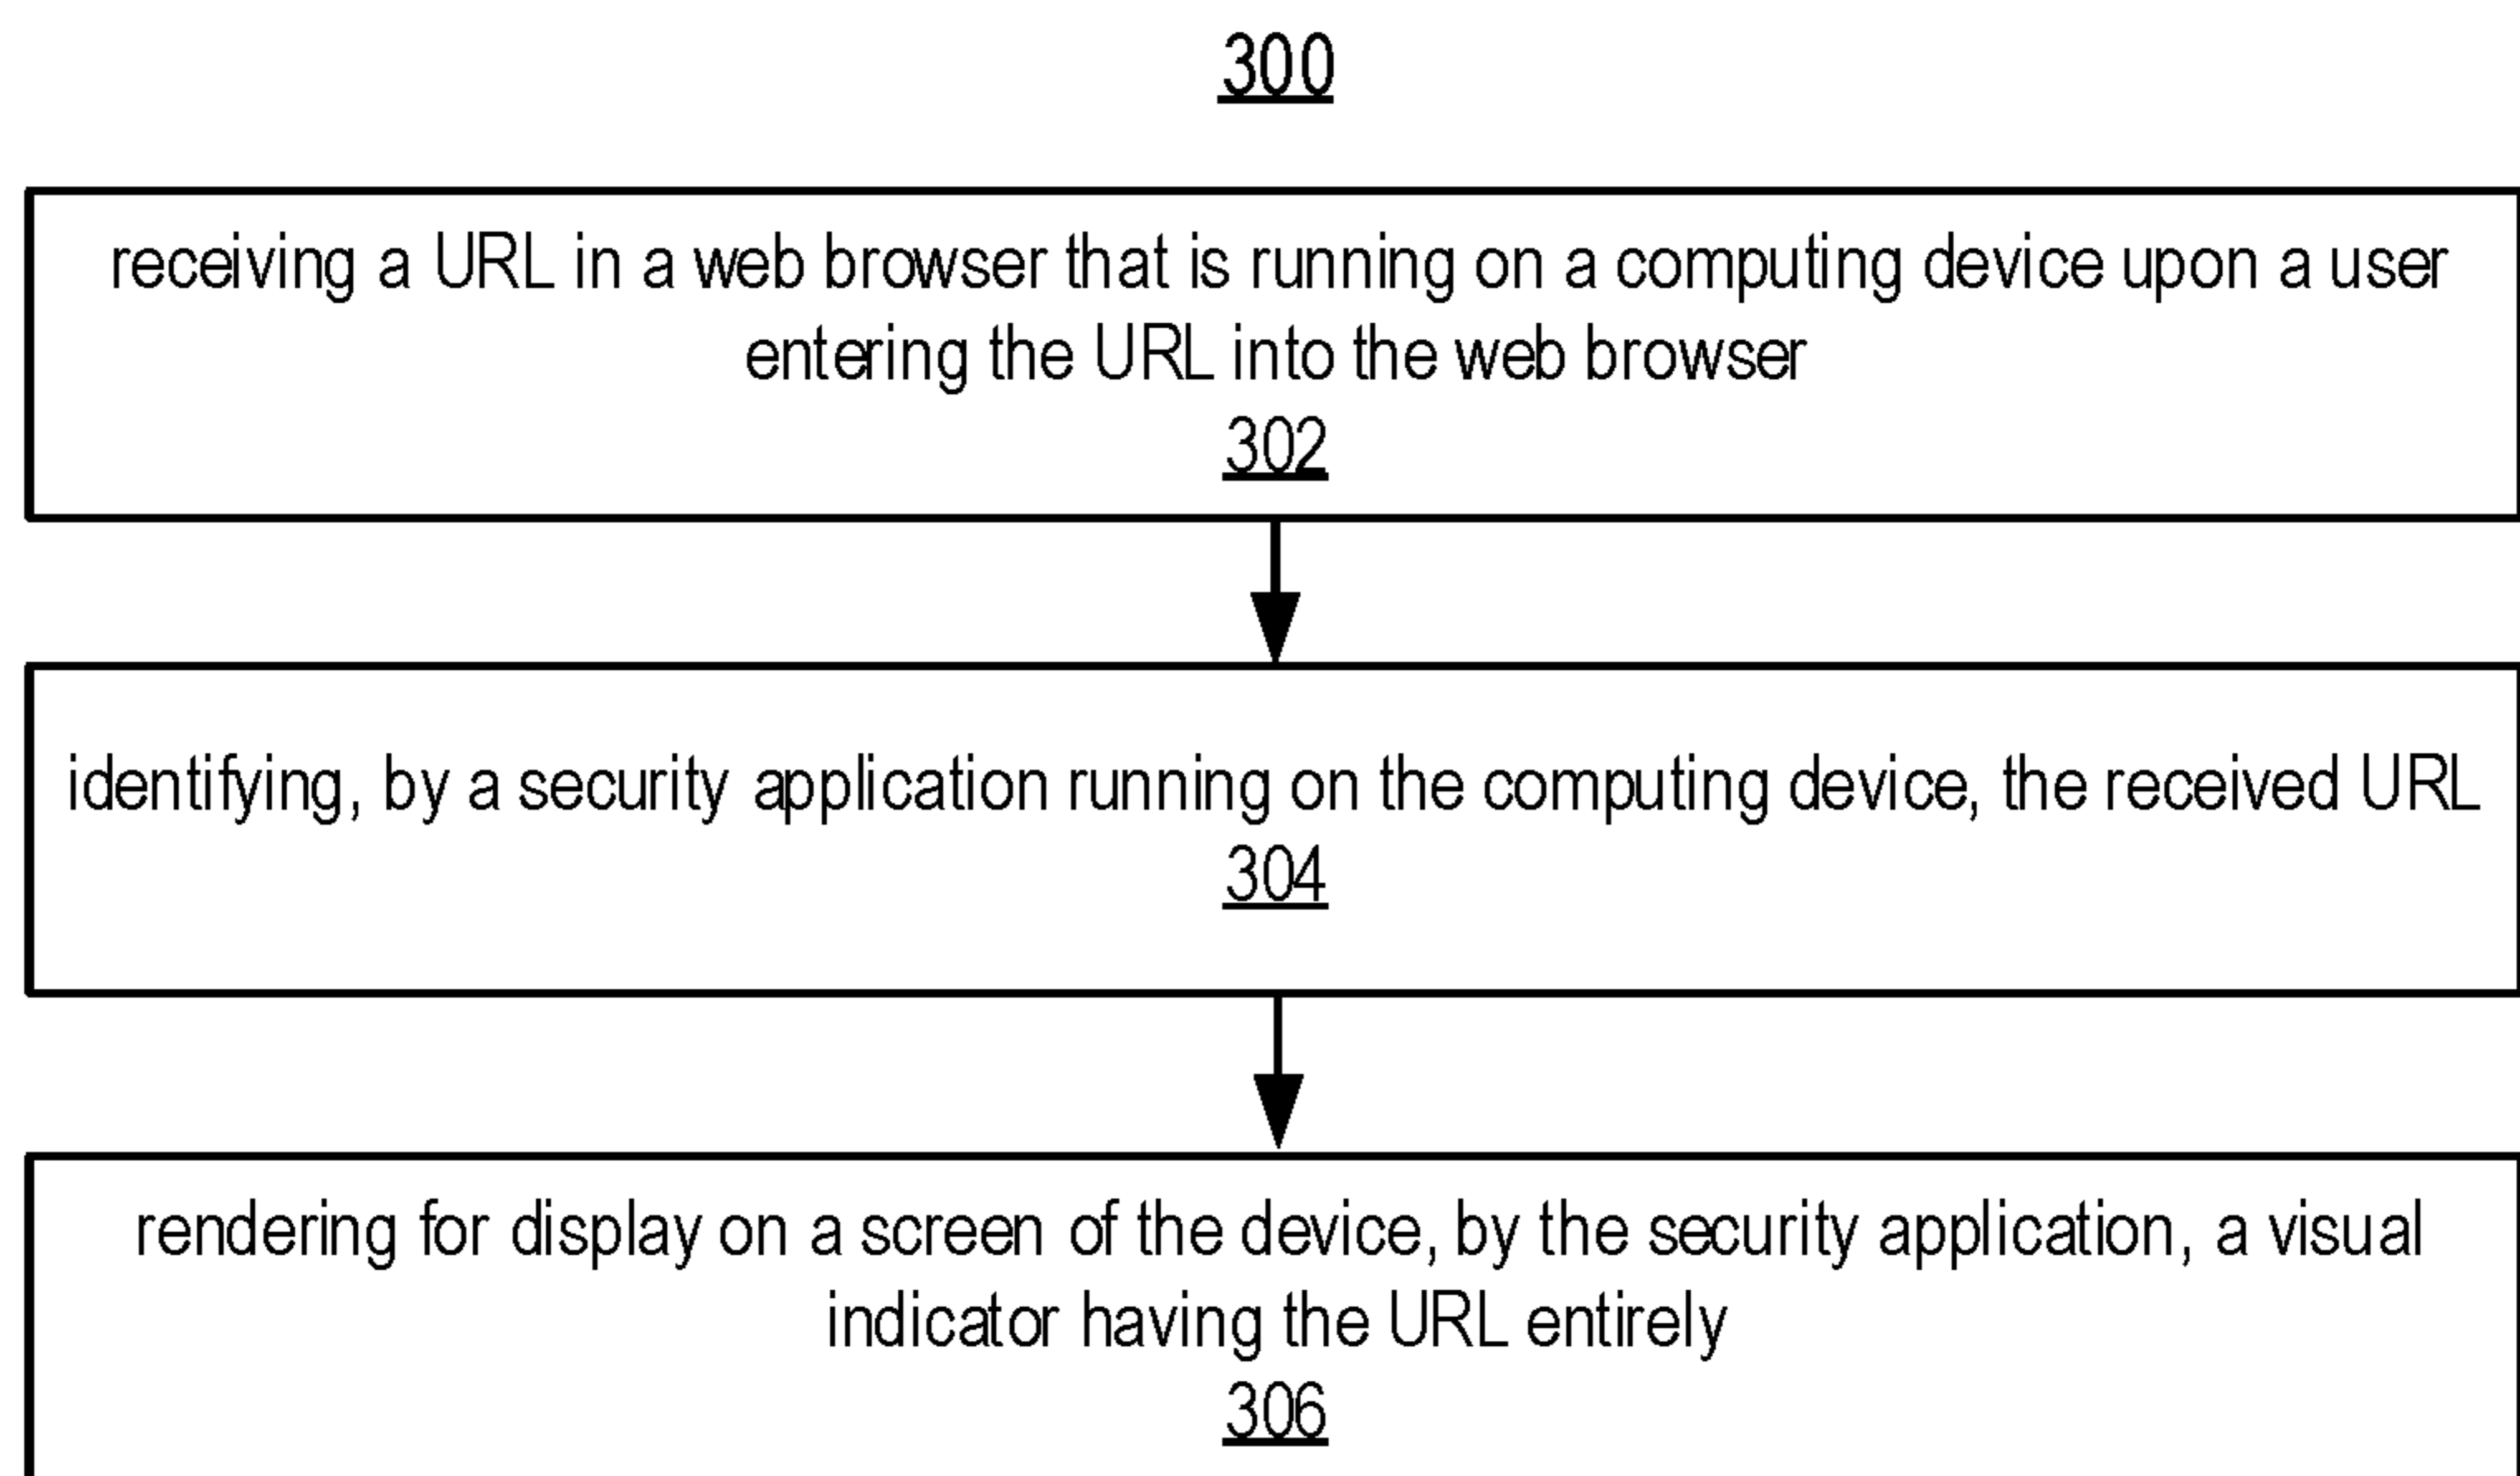 300
receiving a URL in a web browser that is running on a computing device upon a user
entering the URL into the web browser
302
identifying, by a security application running on the computing device, the received URL
304
rendering for display on a screen of the device, by the security application, a visual
indicator having the URL entirely
306